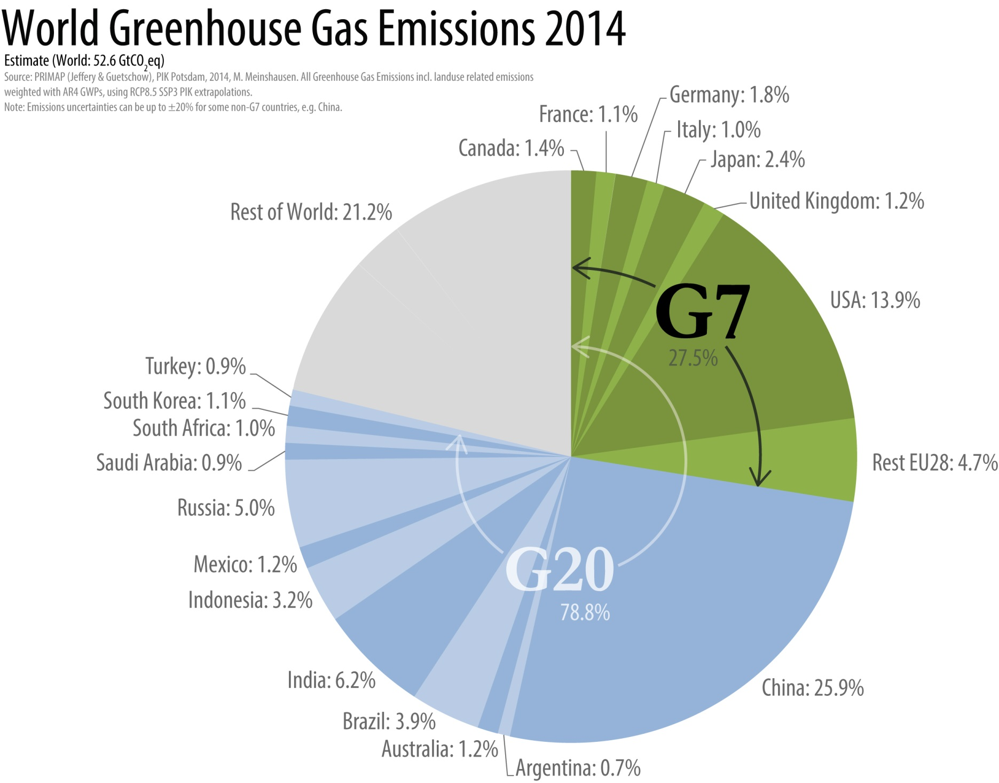 World Greenhouse Gas Emissions 2014
Estimate (World: 52.6 GtCO2eq)
Source: PRIMAP (Jeffery & Guetschow), PIK Potsdam, 2014, M. Meinshausen. All Greenhouse Gas Emissions incl. landuse related emissions
weighted with AR4 GWPs, using RCP8.5 SSP3 PIK extrapolations.
Note: Emissions uncertainties can be up to ±20% for some non-G7 countries, e.g. China.
Germany: 1.8%
France: 1.1%
Italy: 1.0%
Canada: 1.4%
Japan: 2.4%
United Kingdom: 1.2%
Rest of World: 21.2%
USA: 13.9%
G7
27.5%
Turkey: 0.9%
South Korea: 1.1%
South Africa: 1.0%
Saudi Arabia: 0.9%
Rest EU28: 4.7%
Russia: 5.0%
Mexico: 1.2%
G20
78.8%
Indonesia: 3.2%
India: 6.2%
China: 25.9%
Brazil: 3.9%
Australia: 1.2%
Argentina: 0.7%